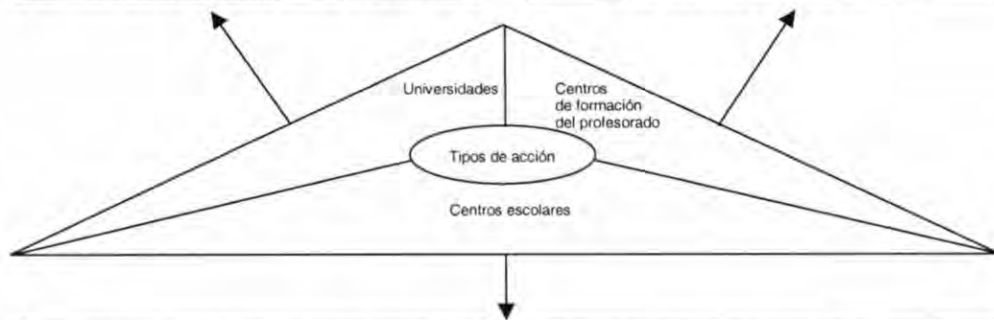 Universidades
Centros
de formación
del profesorado
Tipos de acción
Centros escolares